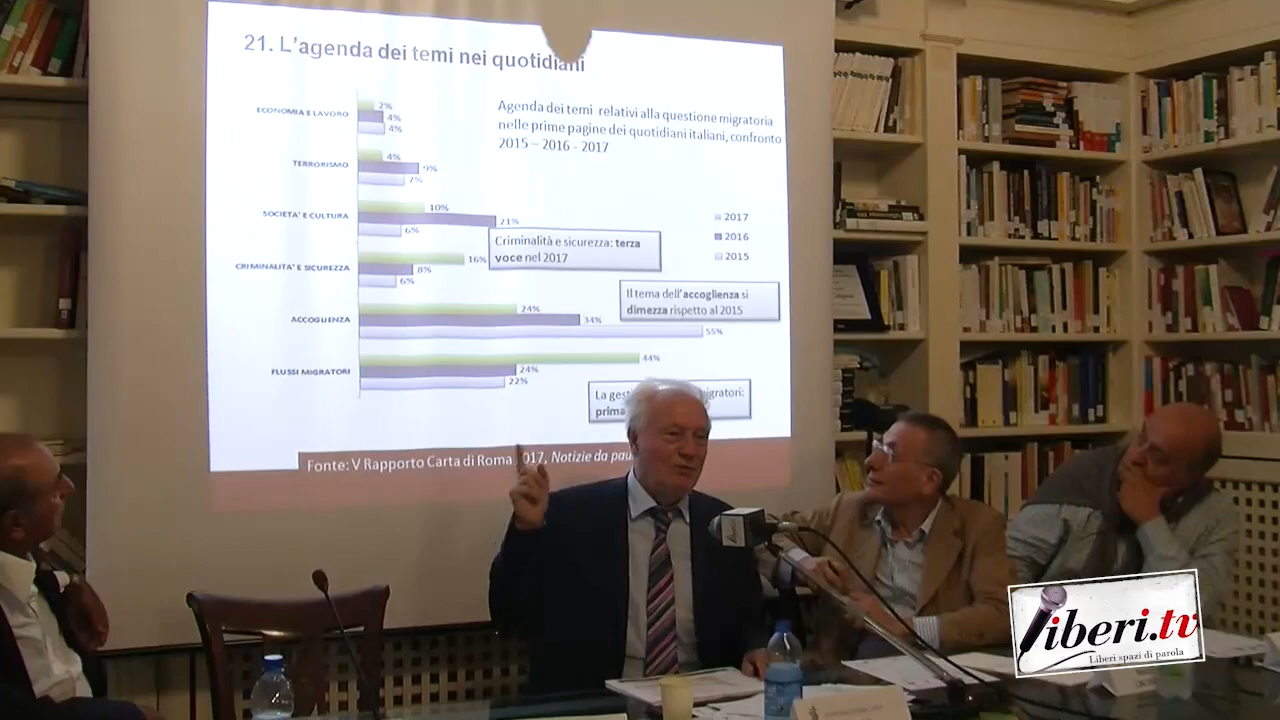 21. L'agenda dei temi nei quotidiani
Agenda dei temi relativi alla questione migratoria
nelle prime pagine dei quotidiani italiani, confronto
2015 – 2016 - 2017
ECONOMIA E LAVORO
2%
4%
4%
TERRORISMO
4%
9%
7%
SOCIETA' E CULTURA
10%
21%
6%
CRIMINALITA' E SICUREZZA
16%
8%
6%
ACCOGLIENZA
24%
34%
55%
FLUSSI MIGRATORI
44%
24%
22%
2017
2016
2015
Criminalità e sicurezza: terza
voce nel 2017
Il tema dell'accoglienza si
dimezza rispetto al 2015
La
prima
Fonte: V Rapporto Carta di Roma 017, Notizie da
liberi.tv
Liberi spazi di parola